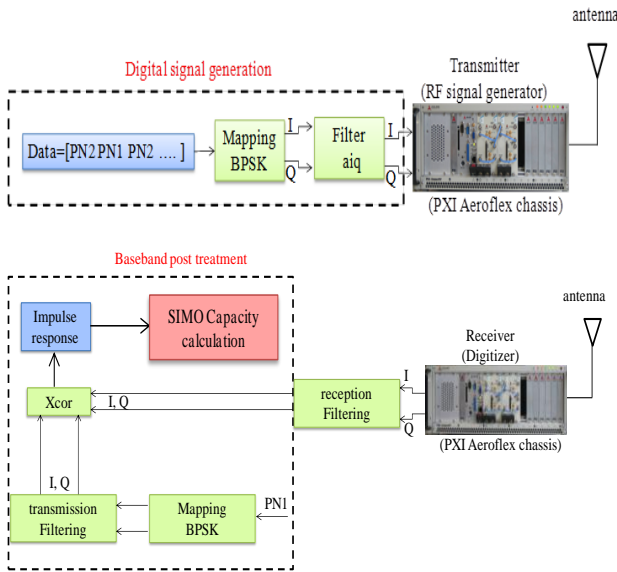 antenna
Digital signal generation
Transmitter
(RF signal generator)
Data=[PN2 PN1 PN2 .... ]
Mapping
BPSK
I
Q
Filter
aiq
I
Q
(PXI Aeroflex chassis)
Baseband post treatment
antenna
Impulse
response
SIMO Capacity
calculation
Receiver
(Digitizer)
Xcor
I, Q
reception
Filtering
I
Q
(PXI Aeroflex chassis)
I, Q
transmission
Filtering
Mapping
BPSK
PN1